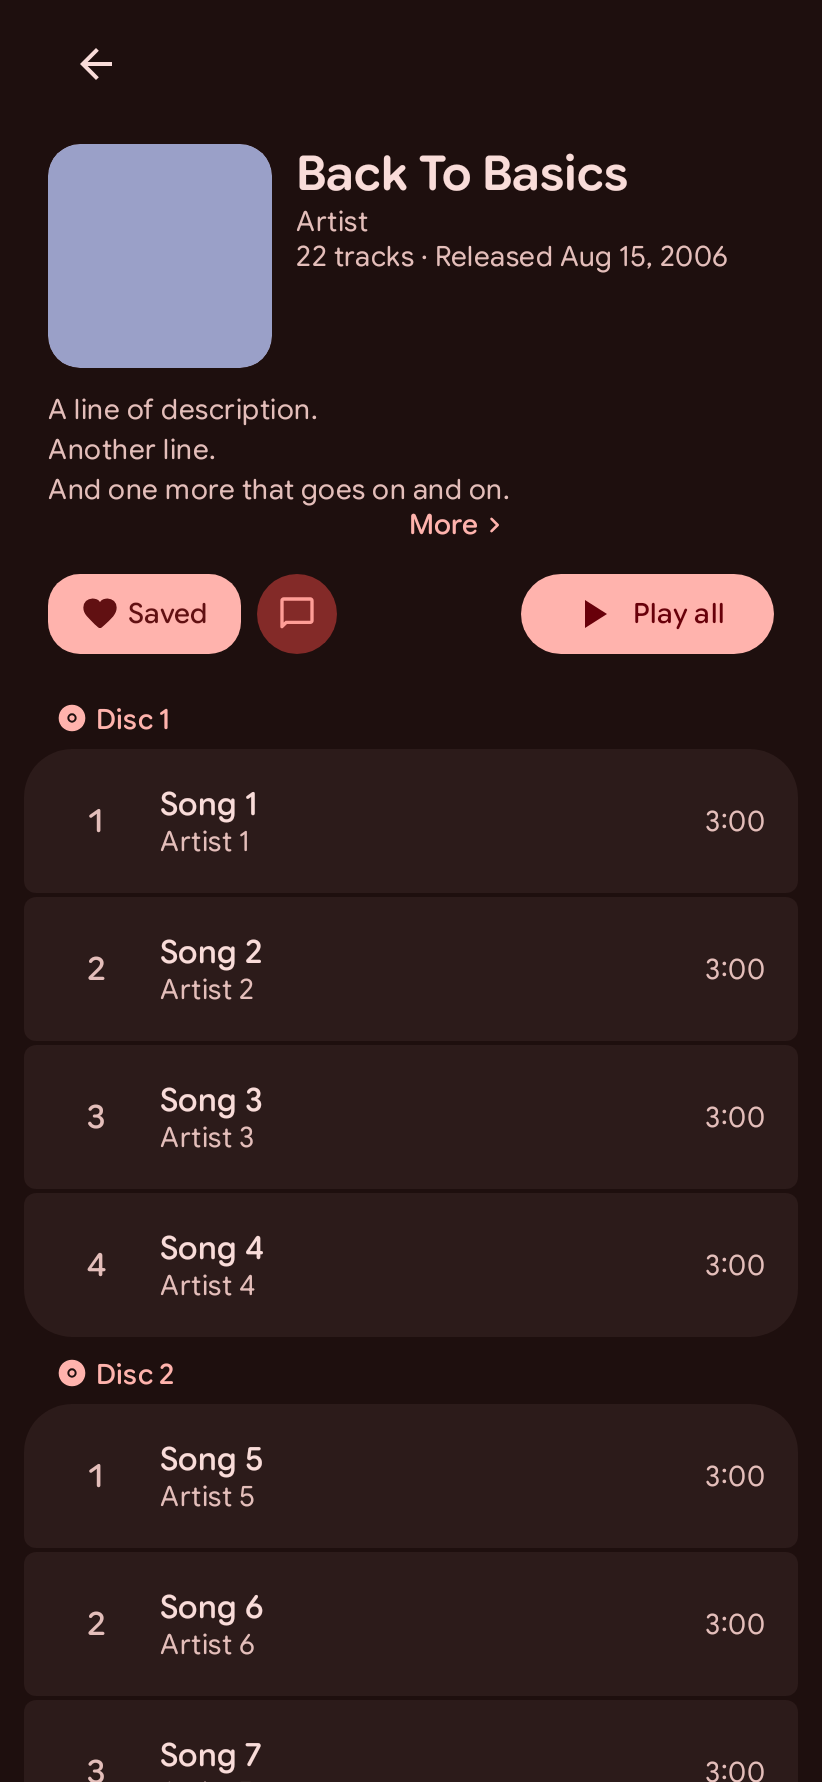 Back To Basics
Artist
22 tracks · Released Aug 15, 2006
A line of description.
Another line.
And one more that goes on and on.
More
Saved
Play all
Disc 1
1
Song 1
Artist 1
3:00
2
Song 2
Artist 2
3:00
3
Song 3
Artist 3
3:00
4
Song 4
Artist 4
3:00
Disc 2
1
Song 5
Artist 5
3:00
2
Song 6
Artist 6
3:00
3
Song 7
3:00